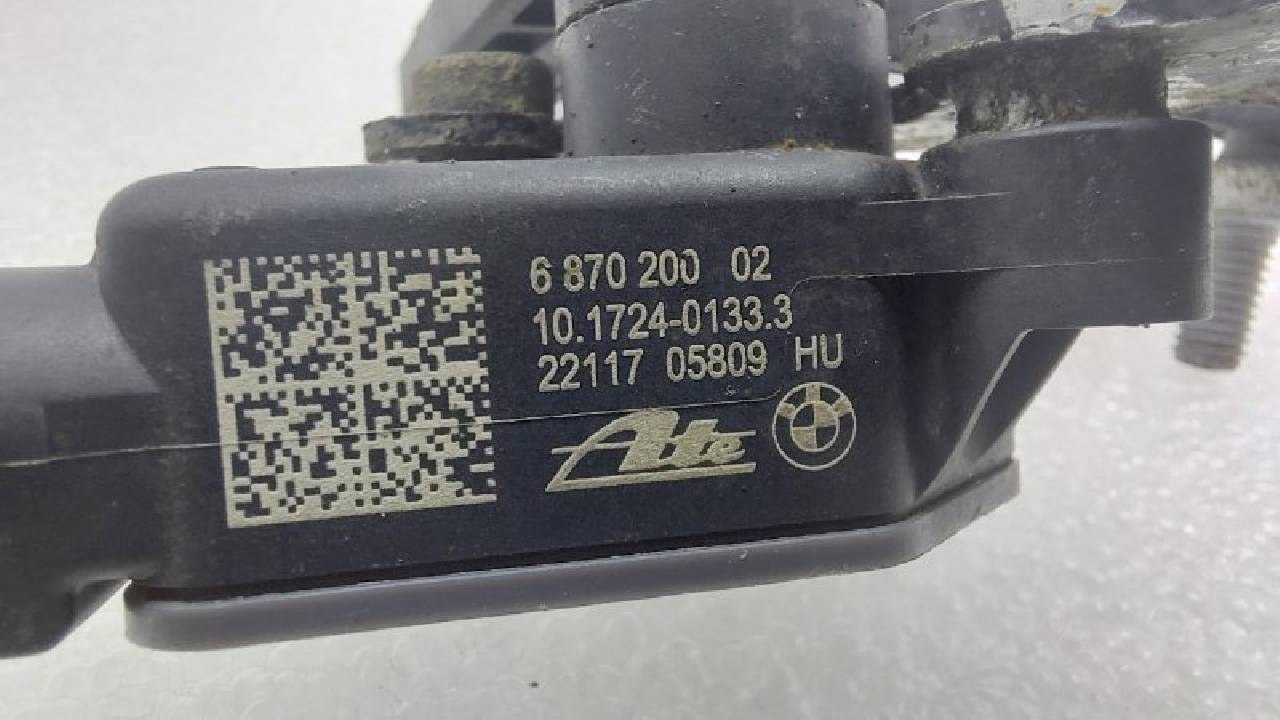 6 870 200 02
10.1724-0133.3
22117 05809 HU
Ate